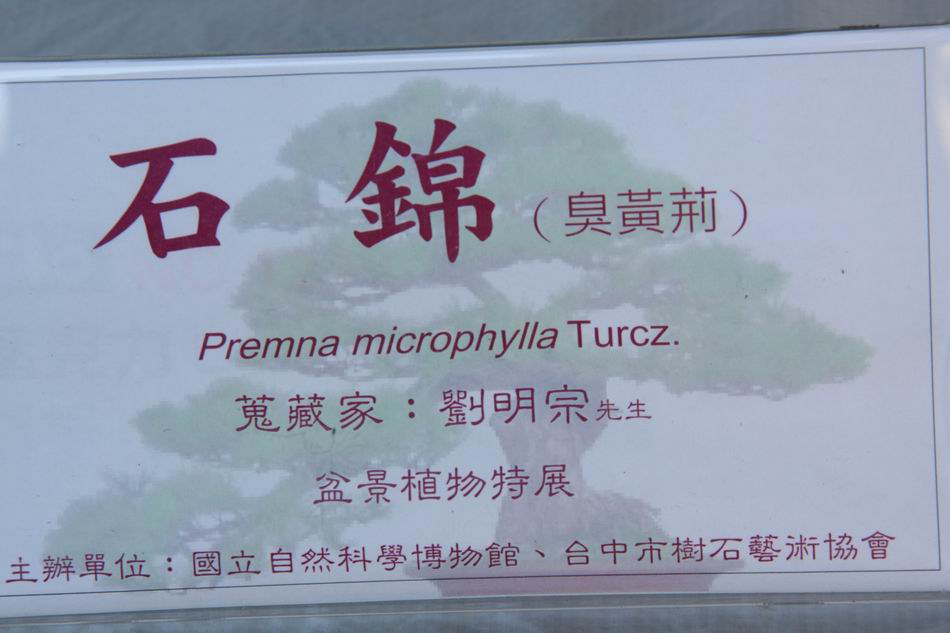 石錦（臭黃荊）
Premna microphylla Turcz.
蒐藏家：劉明宗先生
盆景植物特展
主辦單位：國立自然科學博物館、台中市樹石藝術協會